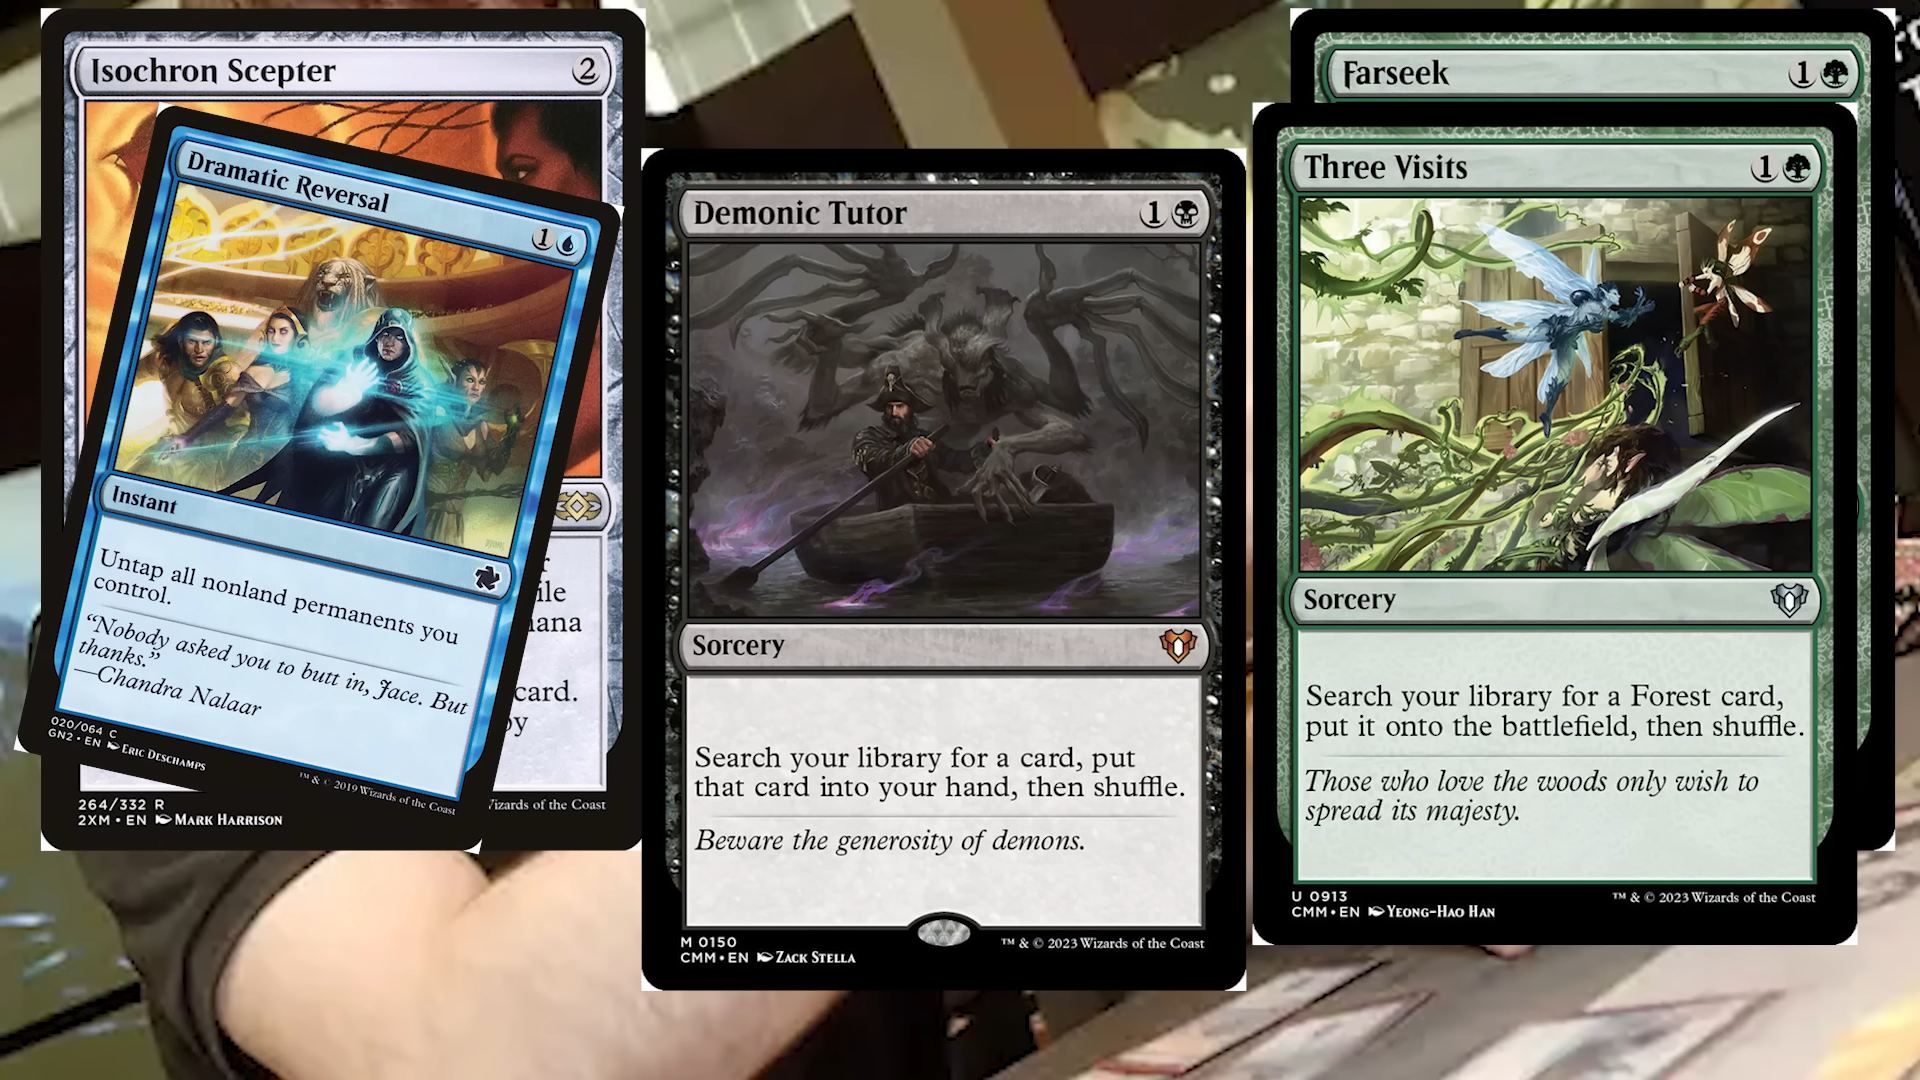 Isochron Scepter 2
Dramatic Reversal
1
Instant
Untap all nonland permanents you
control.
“Nobody asked you to butt in, Jace. But
thanks.”
—Chandra Nalaar
020/064 C
GN2 • EN Eric Deschamps
™ & © 2019 Wizards of the Coast
card.
264/332 R
2XM • EN Mark Harrison
Wizards of the Coast
Demonic Tutor 1
Sorcery
Search your library for a card, put
that card into your hand, then shuffle.
Beware the generosity of demons.
M 0150
CMM • EN Zack Stella
™ & © 2023 Wizards of the Coast
Farseek 1
Three Visits 1
Sorcery
Search your library for a Forest card,
put it onto the battlefield, then shuffle.
Those who love the woods only wish to
spread its majesty.
U 0913
CMM • EN Yeong-Hao Han
™ & © 2023 Wizards of the Coast